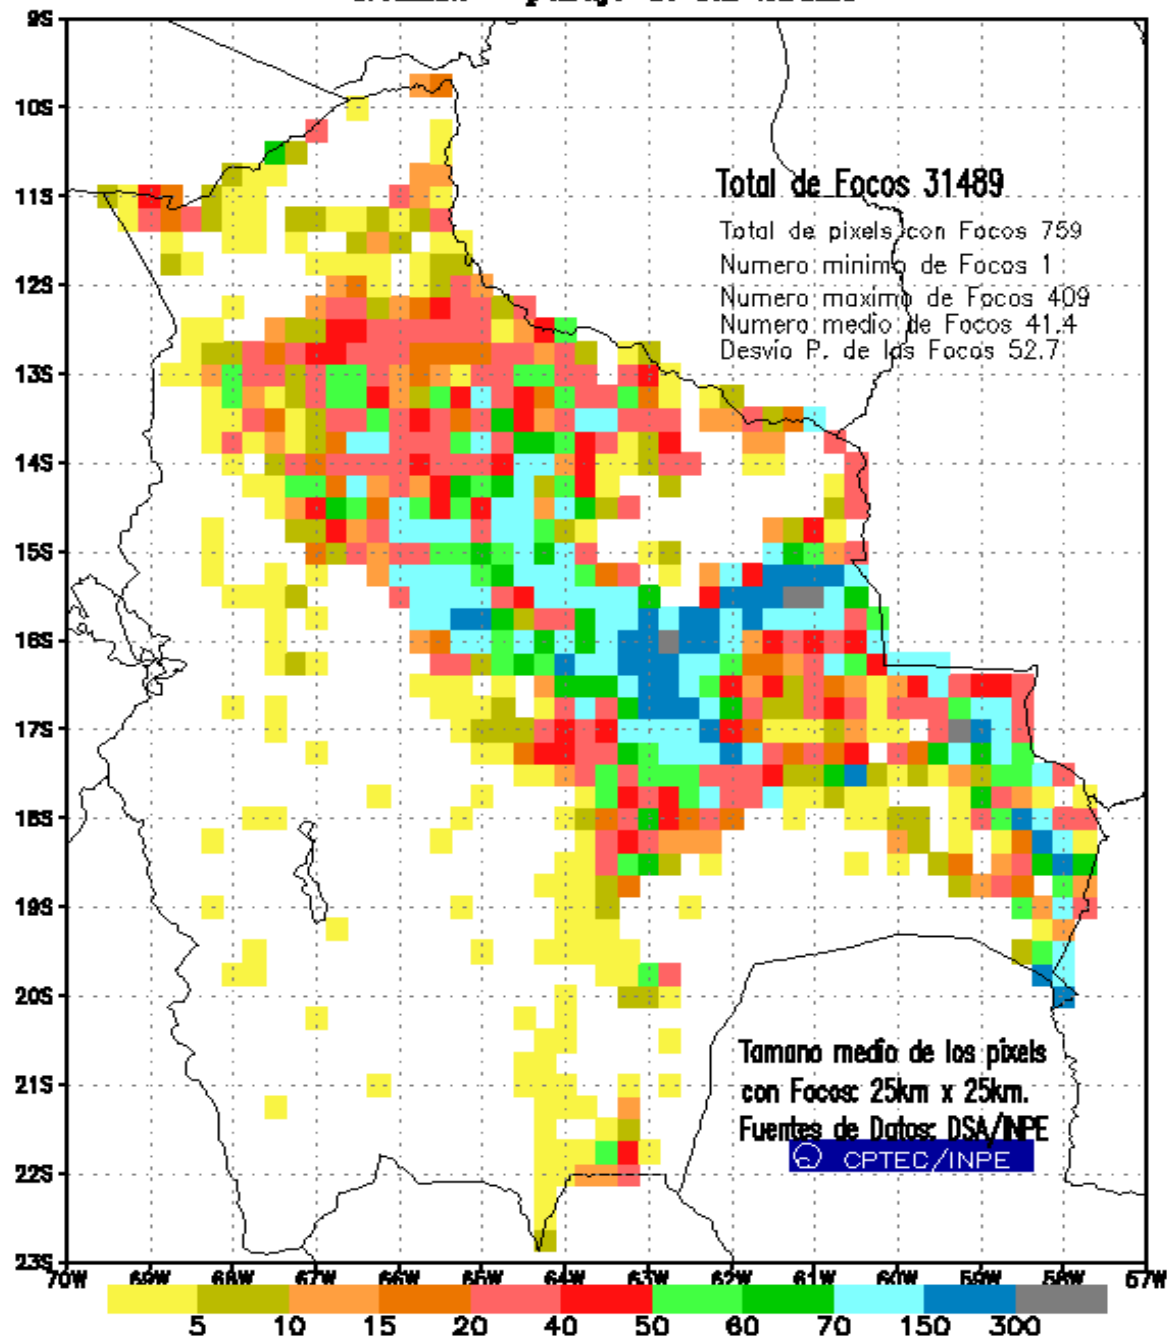 9S
10S
11S
12S
13S
14S
15S
16S
17S
18S
19S
20S
21S
22S
23S
Total de Focos 31489
Total de pixels con Focos 759
Numero minimo de Focos 1
Numero maximo de Focos 409
Numero medio de Focos 41.4
Desvio P. de los Focos 52.7
Tamano medio de los pixels
con Focos: 25km x 25km.
Fuentes de Datos: DSA/INPE
CPTEC/INPE
70W 69W 68W 67W 66W 65W 64W 63W 62W 61W 60W 59W 58W 57W
5 10 15 20 40 50 60 70 150 300